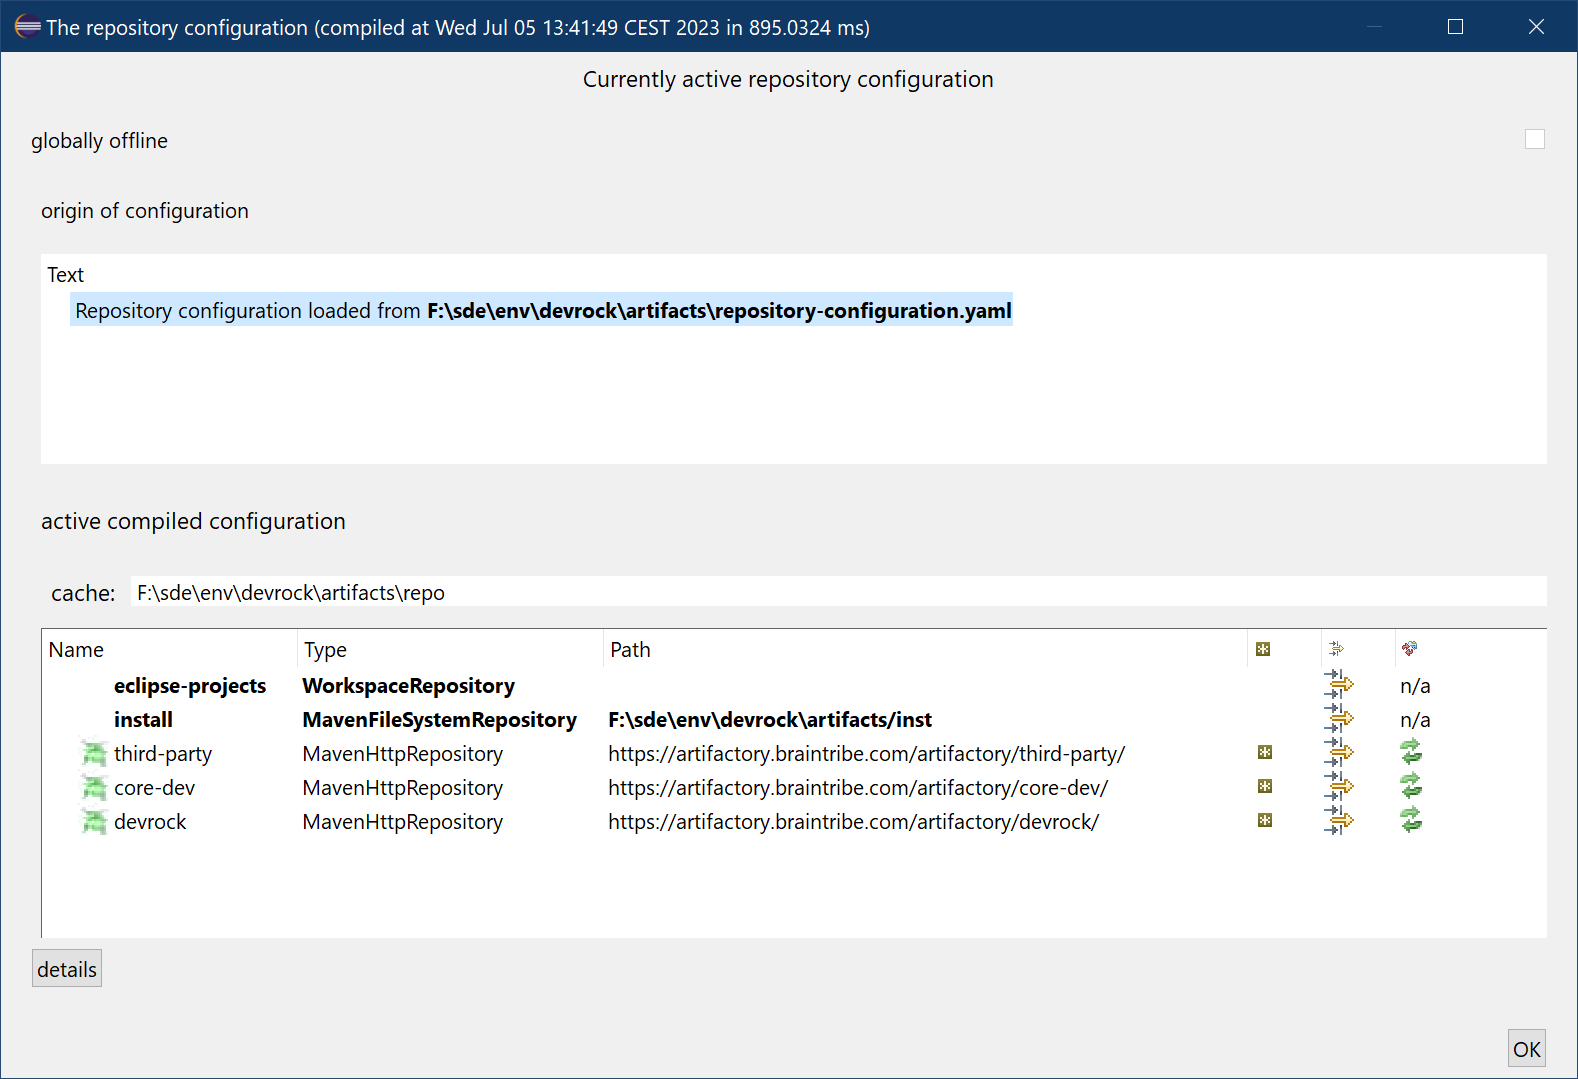 The repository configuration (compiled at Wed Jul 05 13:41:49 CEST 2023 in 895.0324 ms)
Currently active repository configuration
globally offline
origin of configuration
Text
Repository configuration loaded from F:\sde\env\devrock\artifacts\repository-configuration.yaml
active compiled configuration
cache: F:\sde\env\devrock\artifacts\repo
Name Type Path
eclipse-projects WorkspaceRepository n/a
install MavenFileSystemRepository F:\sde\env\devrock\artifacts/inst n/a
third-party MavenHttpRepository https://artifactory.braintribe.com/artifactory/third-party/
core-dev MavenHttpRepository https://artifactory.braintribe.com/artifactory/core-dev/
devrock MavenHttpRepository https://artifactory.braintribe.com/artifactory/devrock/
details
OK